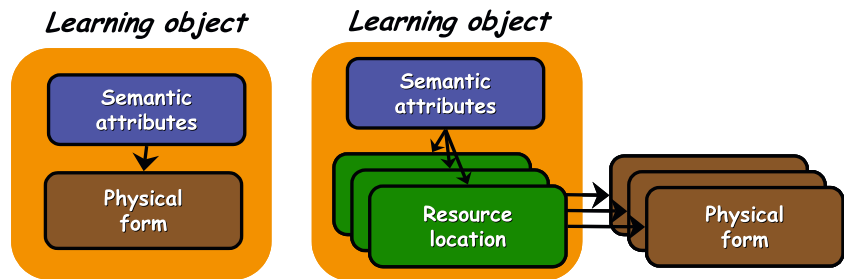 Learning object
Semantic
attributes
Physical
form
Learning object
Semantic
attributes
Resource
location
Physical
form